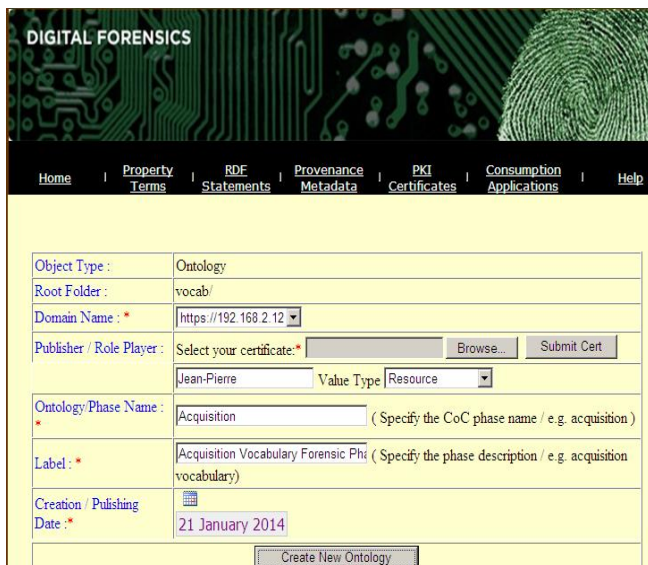 DIGITAL FORENSICS
Home | Property Terms | RDF Statements | Provenance Metadata | PKI Certificates | Consumption Applications | Help
Object Type : Ontology
Root Folder : vocab/
Domain Name : * https://192.168.2.12
Publisher / Role Player : Select your certificate:* Browse... Submit Cert
Jean-Pierre Value Type Resource
Ontology/Phase Name : * Acquisition ( Specify the CoC phase name / e.g. acquisition )
Label : * Acquisition Vocabulary Forensic Pha ( Specify the phase description / e.g. acquisition
vocabulary)
Creation / Pulishing
Date :* 21 January 2014
Create New Ontology